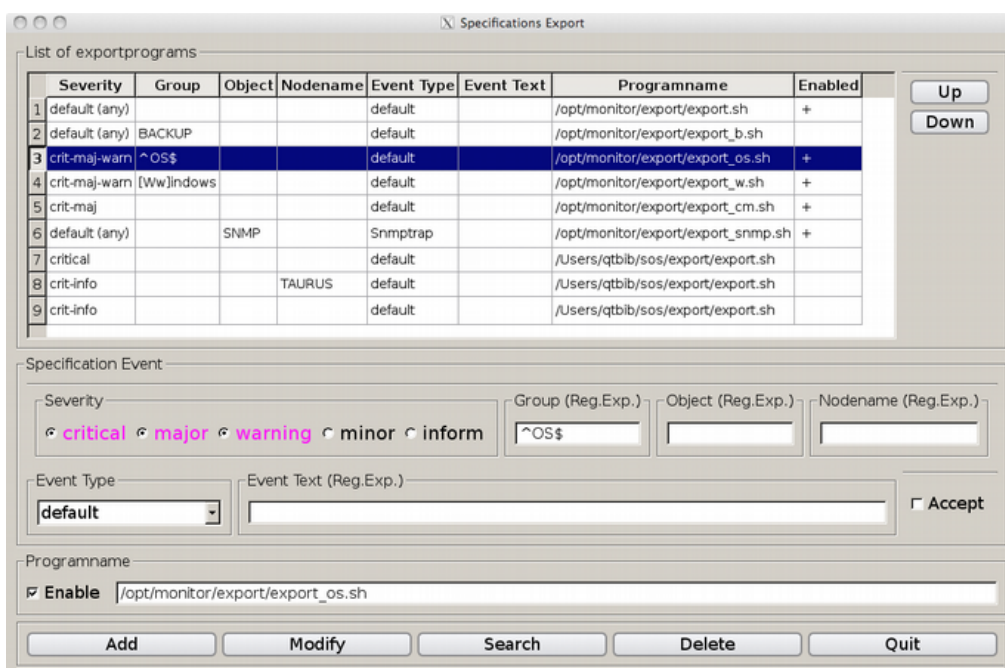 Specifications Export
List of exportprograms
Severity Group Object Nodename Event Type Event Text Programname Enabled
1 default (any) default /opt/monitor/export/export.sh +
2 default (any) BACKUP default /opt/monitor/export/export_b.sh
3 crit-maj-warn ^OS$ default /opt/monitor/export/export_os.sh +
4 crit-maj-warn [Ww]indows default /opt/monitor/export/export_w.sh +
5 crit-maj default /opt/monitor/export/export_cm.sh +
6 default (any) SNMP Snmptrap /opt/monitor/export/export_snmp.sh +
7 critical default /Users/qtbib/sos/export/export.sh
8 crit-info TAURUS default /Users/qtbib/sos/export/export.sh
9 crit-info default /Users/qtbib/sos/export/export.sh
Up
Down
Specification Event
Severity Group (Reg.Exp.) Object (Reg.Exp.) Nodename (Reg.Exp.)
critical major warning minor inform ^OS$
Event Type Event Text (Reg.Exp.)
default Accept
Programname
Enable /opt/monitor/export/export_os.sh
Add Modify Search Delete Quit